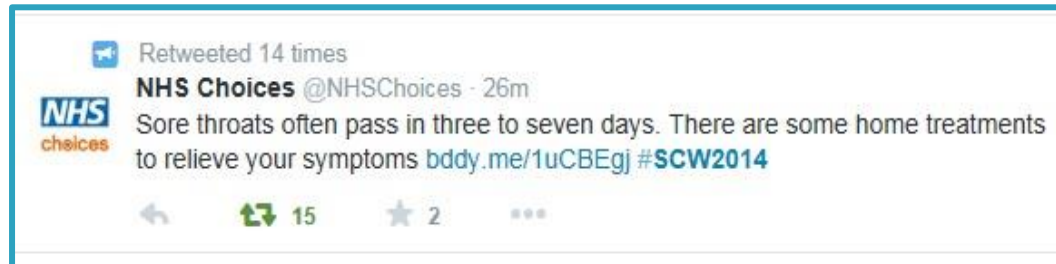 Retweeted 14 times
NHS Choices @NHSChoices · 26m
NHS
choices
Sore throats often pass in three to seven days. There are some home treatments
to relieve your symptoms bddy.me/1uCBEgj #SCW2014
15 2